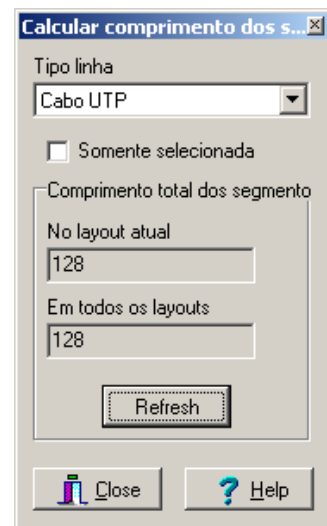 Calcular comprimento dos s...
Tipo linha
Cabo UTP
Somente selecionada
Comprimento total dos segmento
No layout atual
128
Em todos os layouts
128
Refresh
Close
Help